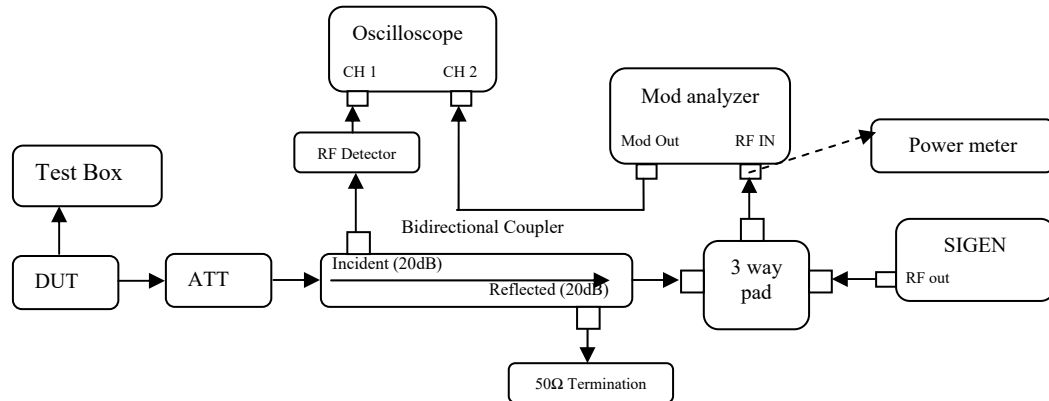 Oscilloscope
CH 1
CH 2
Mod analyzer
Mod Out
RF IN
RF Detector
Power meter
Test Box
Bidirectional Coupler
SIGEN
RF out
DUT
ATT
Incident (20dB)
Reflected (20dB)
3 way
pad
50Ω Termination